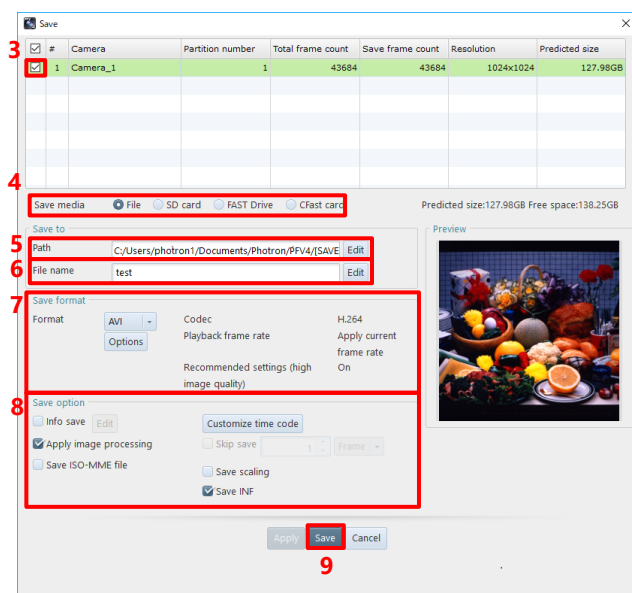 Save
3 # Camera Partition number Total frame count Save frame count Resolution Predicted size
1 Camera_1 1 43684 43684 1024x1024 127.98GB
4
Save media File SD card FAST Drive CFast card Predicted size:127.98GB Free space:138.25GB
Save to Preview
5 Path C:/Users/photron1/Documents/Photron/PFV4/[SAVE Edit
6 File name test Edit
7 Save format
Format AVI Codec H.264
Options Playback frame rate Apply current
frame rate
Recommended settings (high On
image quality)
8 Save option
Info save Edit Customize time code
Apply image processing Skip save 1 Frame
Save ISO-MME file Save scaling
Save INF
Apply Save Cancel
9